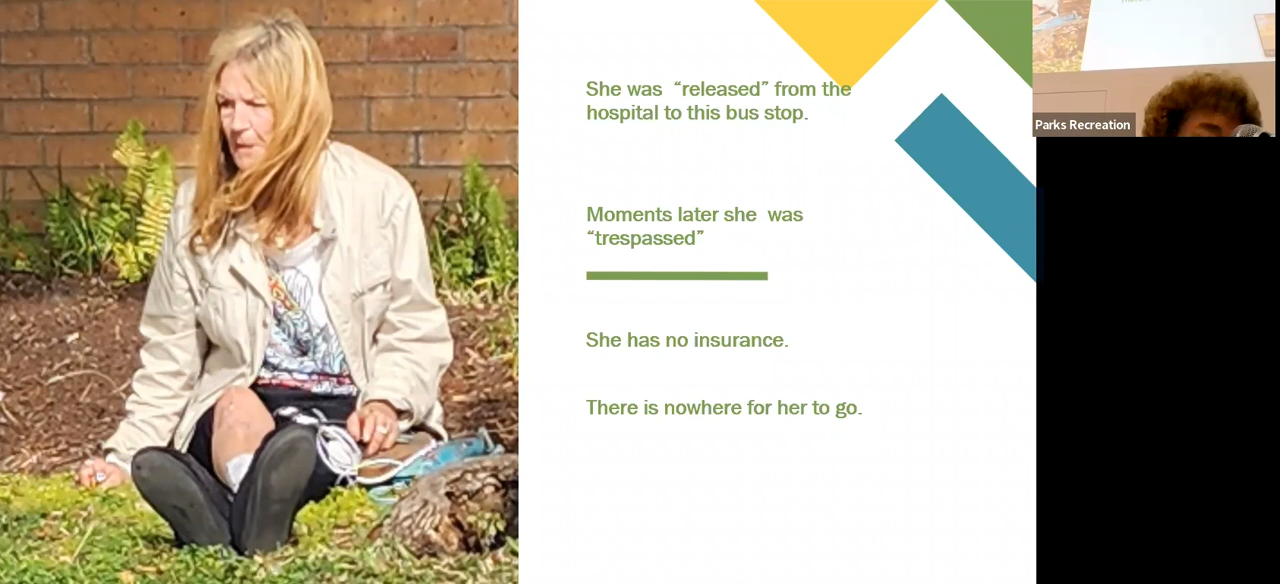 She was “released” from the
hospital to this bus stop.
Moments later she was
“trespassed”
She has no insurance.
There is nowhere for her to go.
Parks Recreation